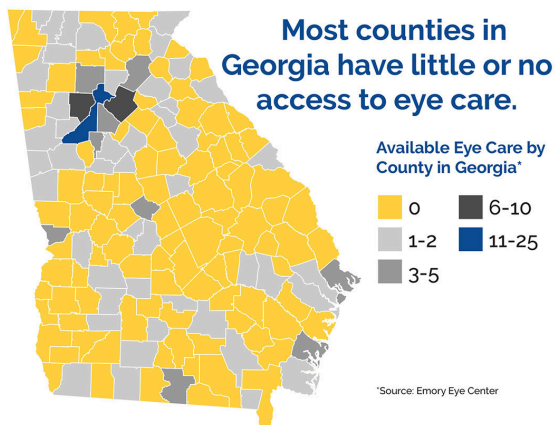 Most counties in
Georgia have little or no
access to eye care.
Available Eye Care by
County in Georgia*
0
6-10
1-2
11-25
3-5
*Source: Emory Eye Center